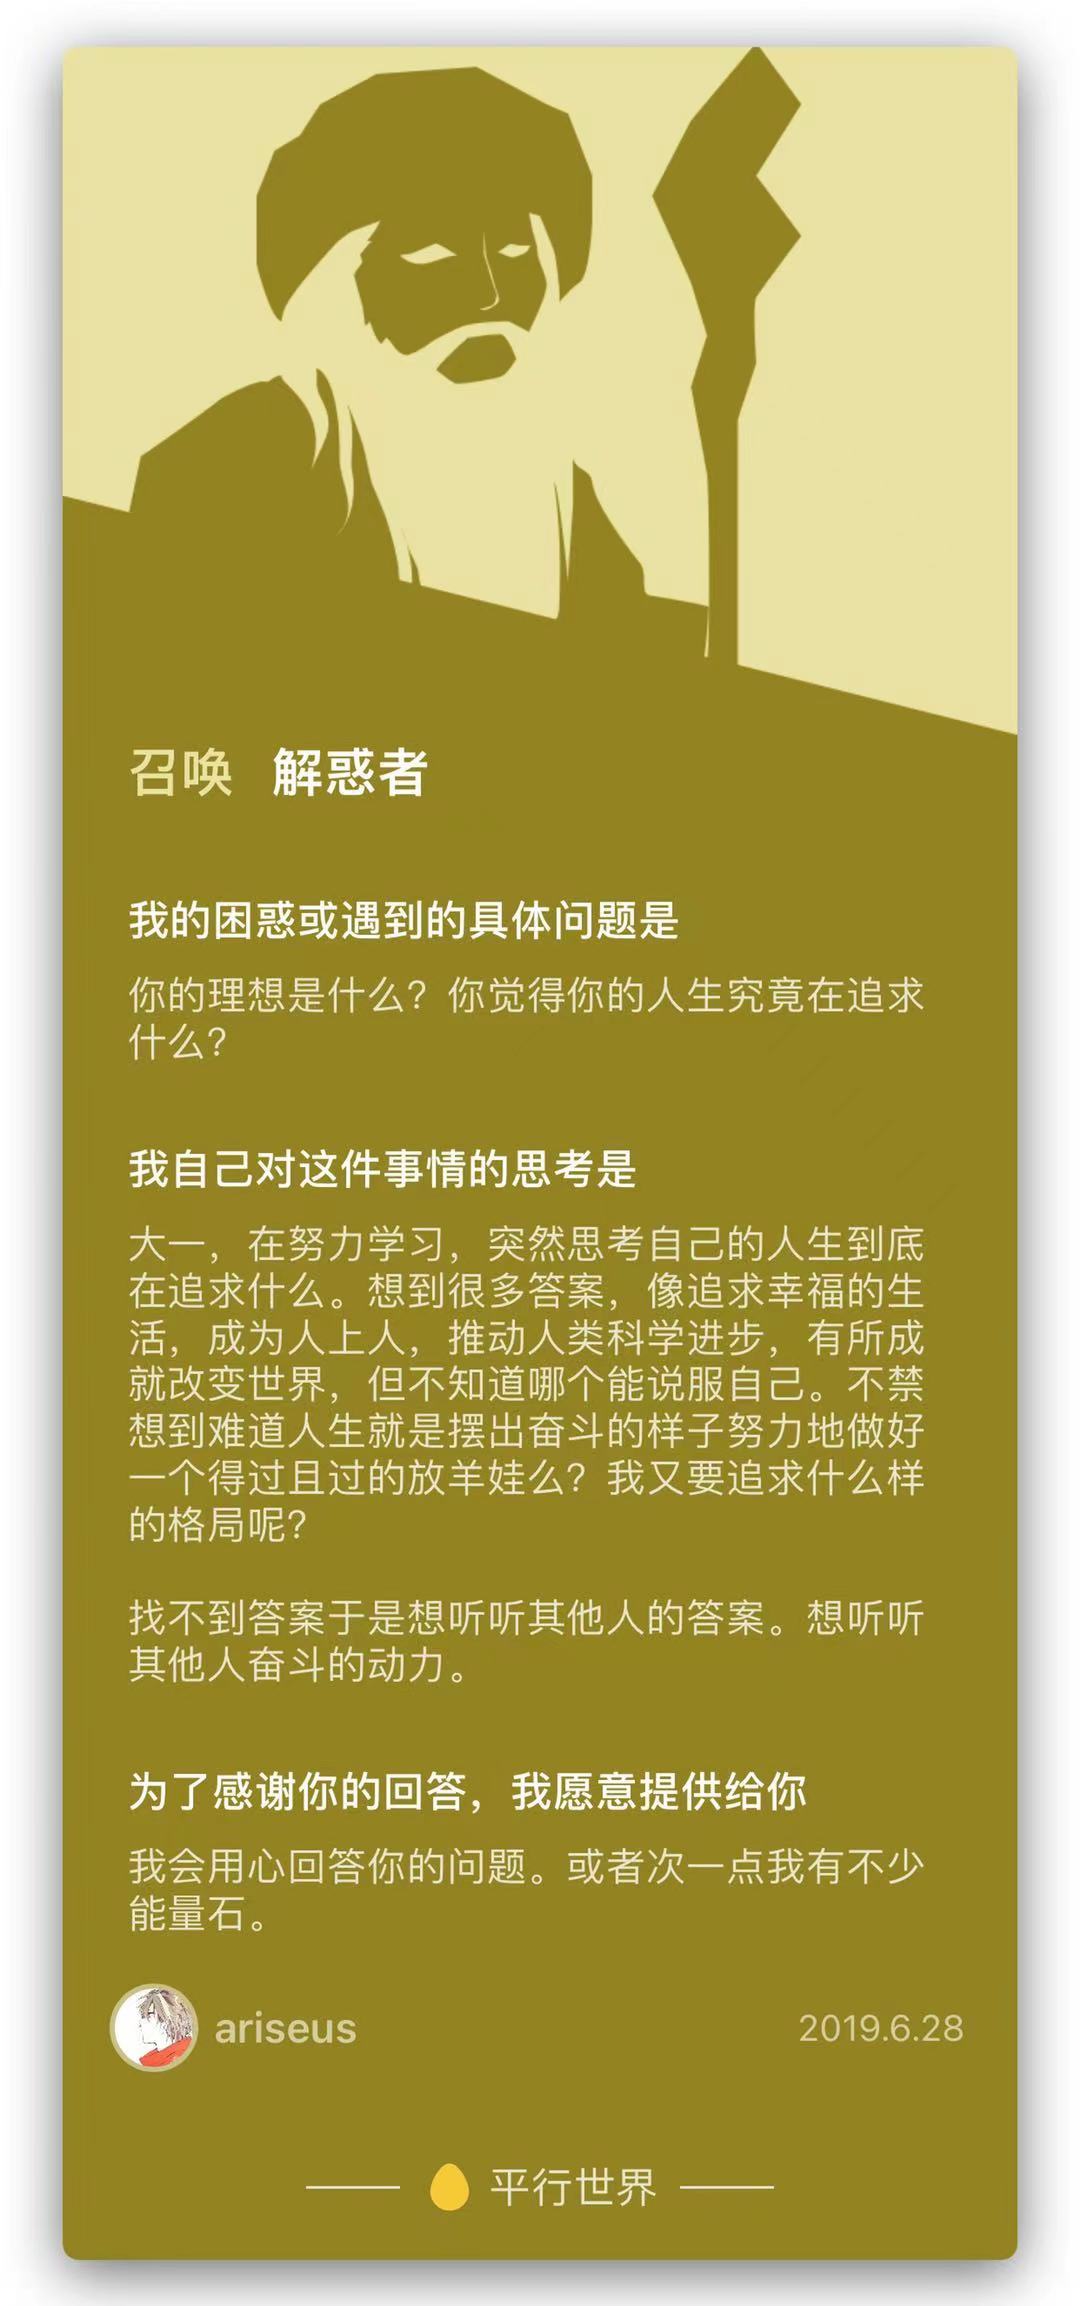 召唤 解惑者
我的困惑或遇到的具体问题是
你的理想是什么？你觉得你的人生究竟在追求
什么？
我自己对这件事情的思考是
大一，在努力学习，突然思考自己的人生到底
在追求什么。想到很多答案，像追求幸福的生
活，成为人上人，推动人类科学进步，有所成
就改变世界，但不知道哪个能说服自己。不禁
想到难道人生就是摆出奋斗的样子努力地做好
一个得过且过的放羊娃么？我又要追求什么样
的格局呢？
找不到答案于是想听听其他人的答案。想听听
其他人奋斗的动力。
为了感谢你的回答，我愿意提供给你
我会用心回答你的问题。或者次一点我有不少
能量石。
ariseus
2019.6.28
平行世界